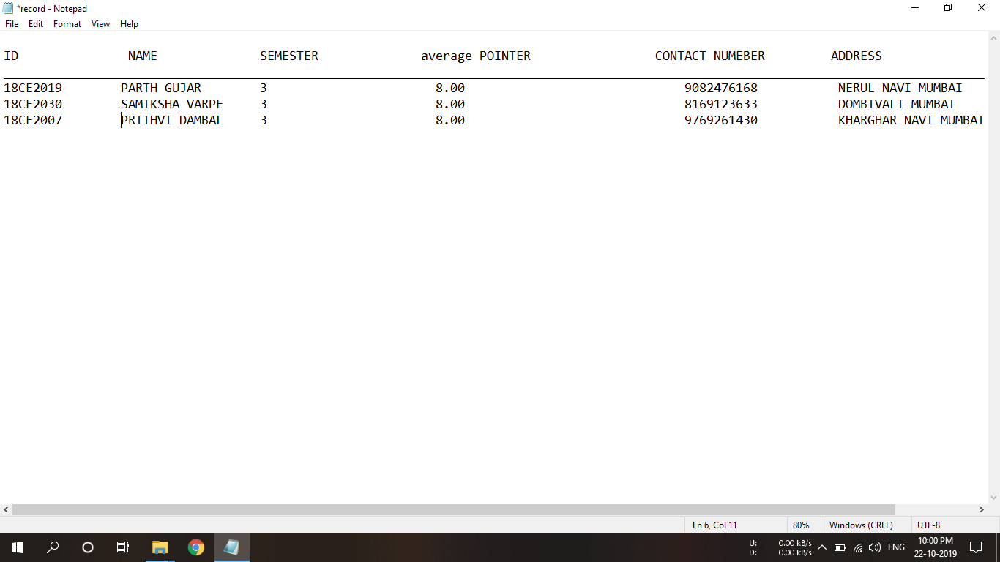 *record - Notepad
File Edit Format View Help
ID NAME SEMESTER average POINTER CONTACT NUMEBER ADDRESS
18CE2019 PARTH GUJAR 3 8.00 9082476168 NERUL NAVI MUMBAI
18CE2030 SAMIKSHA VARPE 3 8.00 8169123633 DOMBIVALI MUMBAI
18CE2007 PRITHVI DAMBAL 3 8.00 9769261430 KHARGHAR NAVI MUMBAI
Ln 6, Col 11 80% Windows (CRLF) UTF-8
U: 0.00 kB/s
D: 0.00 kB/s
ENG
10:00 PM
22-10-2019